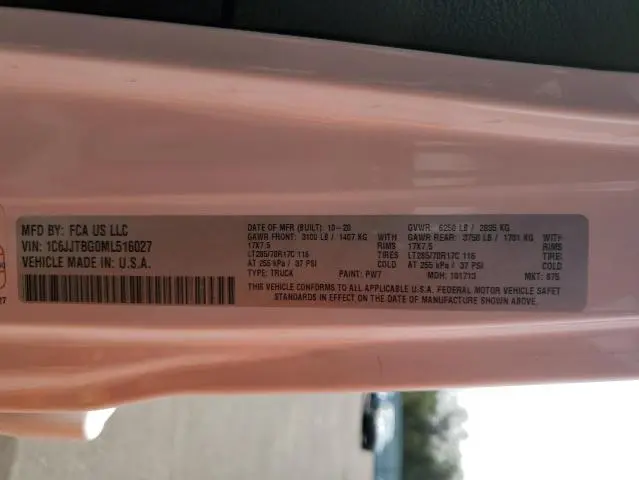 MFD BY: FCA US LLC
VIN: 1C6JJTBG0ML516027
VEHICLE MADE IN: U.S.A.
DATE OF MFR (BUILT): 10-20
GAWR FRONT: 3100 LB / 1407 KG WITH
17X7.5 RIMS
LT285/70R17C 116 TIRES
AT 255 kPa / 37 PSI COLD
TYPE: TRUCK PAINT: PW7
GVWR: 6250 LB / 2835 KG
GAWR REAR: 3750 LB / 1701 KG WITH
17X7.5 RIMS
LT285/70R17C 116 TIRES
AT 255 kPa / 37 PSI COLD
MDH: 101713 MKT: 875
THIS VEHICLE CONFORMS TO ALL APPLICABLE U.S.A. FEDERAL MOTOR VEHICLE SAFET
STANDARDS IN EFFECT ON THE DATE OF MANUFACTURE SHOWN ABOVE.
27